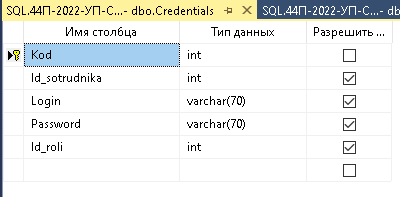 SQL.44П-2022-УП-С...- dbo.Credentials
SQL.44П-2022-УП-С...- db
Имя столбца Тип данных Разрешить ...
Kod int
Id_sotrudnika int
Login varchar(70)
Password varchar(70)
Id_roli int